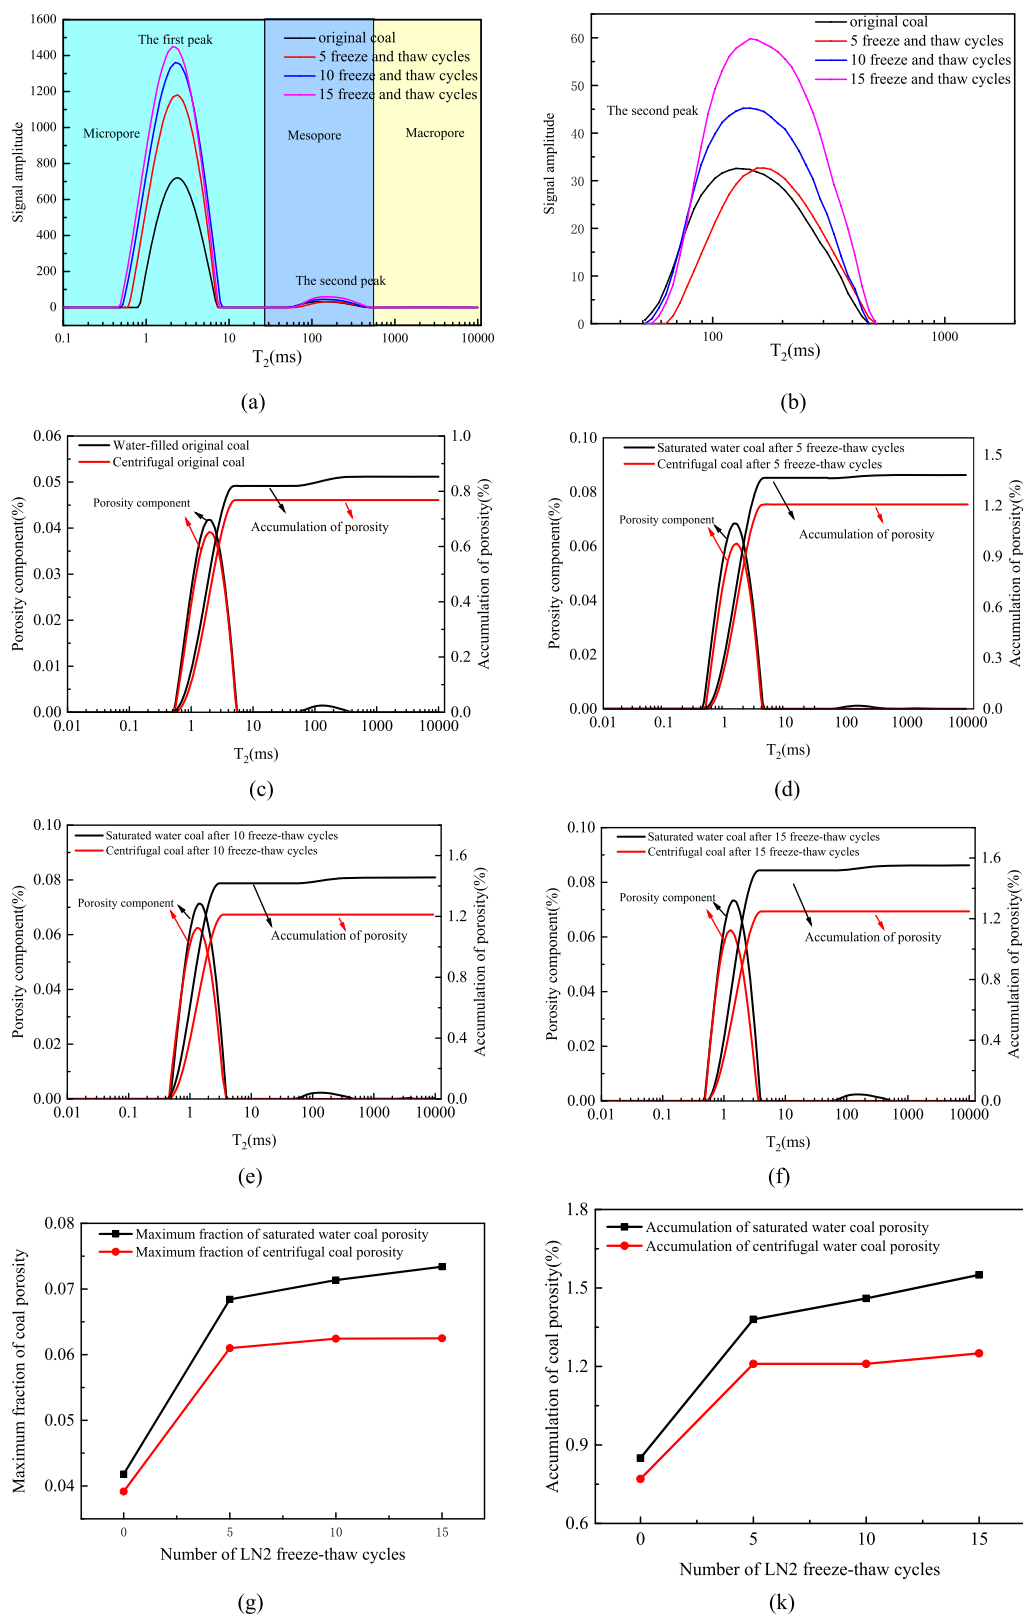 1600
1400
1200
1000
800
600
400
200
0
Signal amplitude
The first peak
original coal
5 freeze and thaw cycles
10 freeze and thaw cycles
15 freeze and thaw cycles
Micropore
Mesopore
Macropore
The second peak
0.1 1 10 100 1000 10000
T2(ms)
(a)
60
50
40
30
20
10
0
Signal amplitude
original coal
5 freeze and thaw cycles
10 freeze and thaw cycles
15 freeze and thaw cycles
The second peak
100 1000
T2(ms)
(b)
0.06
0.05
0.04
0.03
0.02
0.01
0.00
Porosity component(%)
Water-filled original coal
Centrifugal original coal
Porosity component
Accumulation of porosity
1.0
0.8
0.6
0.4
0.2
0.0
Accumulation of porosity(%)
0.01 0.1 1 10 100 1000 10000
T2(ms)
(c)
0.10
0.08
0.06
0.04
0.02
0.00
Porosity component(%)
Saturated water coal after 5 freeze-thaw cycles
Centrifugal coal after 5 freeze-thaw cycles
Porosity component
Accumulation of porosity
1.5
1.2
0.9
0.6
0.3
0.0
Accumulation of porosity(%)
0.01 0.1 1 10 100 1000 10000
T2(ms)
(d)
0.10
0.08
0.06
0.04
0.02
0.00
Porosity component(%)
Saturated water coal after 10 freeze-thaw cycles
Centrifugal coal after 10 freeze-thaw cycles
Porosity component
Accumulation of porosity
1.6
1.2
0.8
0.4
0.0
Accumulation of porosity(%)
0.01 0.1 1 10 100 1000 10000
T2(ms)
(e)
0.10
0.08
0.06
0.04
0.02
0.00
Porosity component(%)
Saturated water coal after 15 freeze-thaw cycles
Centrifugal coal after 15 freeze-thaw cycles
Porosity component
Accumulation of porosity
1.6
1.2
0.8
0.4
0.0
Accumulation of porosity(%)
0.01 0.1 1 10 100 1000 10000
T2(ms)
(f)
0.08
0.07
0.06
0.05
0.04
Maximum fraction of coal porosity
Maximum fraction of saturated water coal porosity
Maximum fraction of centrifugal coal porosity
0 5 10 15
Number of LN2 freeze-thaw cycles
(g)
1.8
1.5
1.2
0.9
0.6
Accumulation of coal porosity(%)
Accumulation of saturated water coal porosity
Accumulation of centrifugal water coal porosity
0 5 10 15
Number of LN2 freeze-thaw cycles
(k)